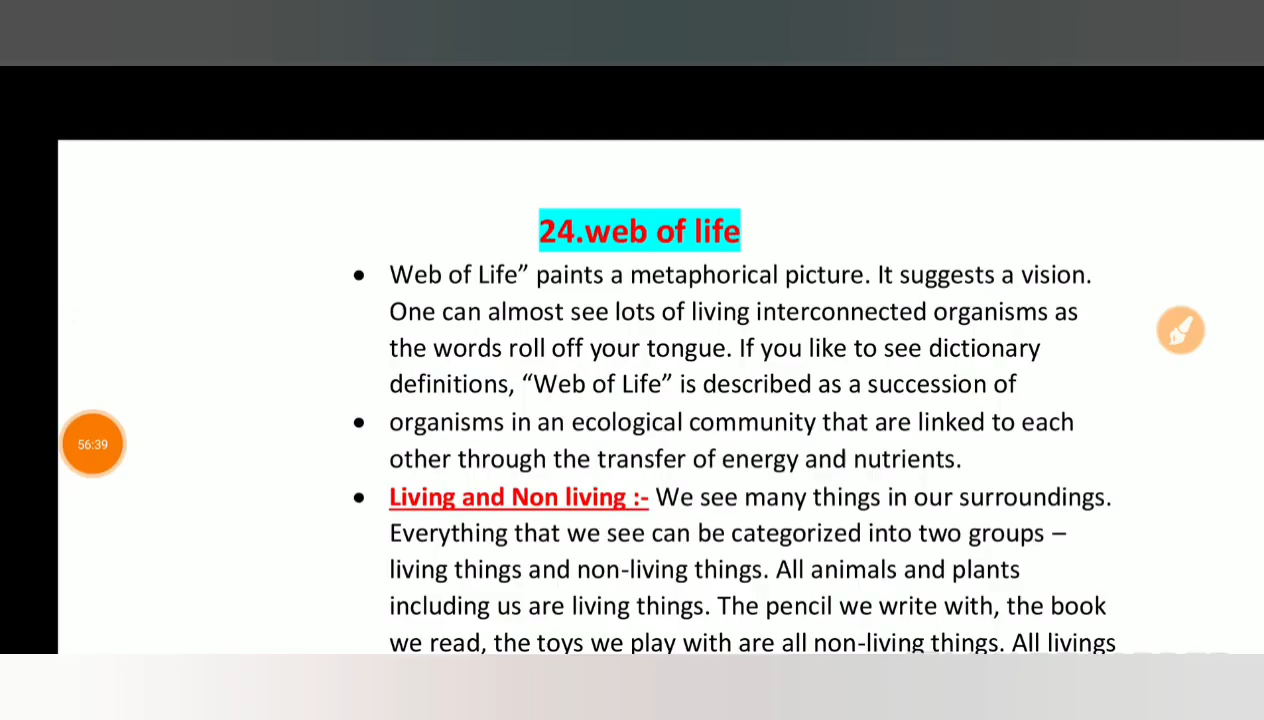 24.web of life
• Web of Life” paints a metaphorical picture. It suggests a vision.
One can almost see lots of living interconnected organisms as
the words roll off your tongue. If you like to see dictionary
definitions, “Web of Life” is described as a succession of
• organisms in an ecological community that are linked to each
other through the transfer of energy and nutrients.
56:39
• Living and Non living :- We see many things in our surroundings.
Everything that we see can be categorized into two groups –
living things and non-living things. All animals and plants
including us are living things. The pencil we write with, the book
we read, the toys we play with are all non-living things. All livings